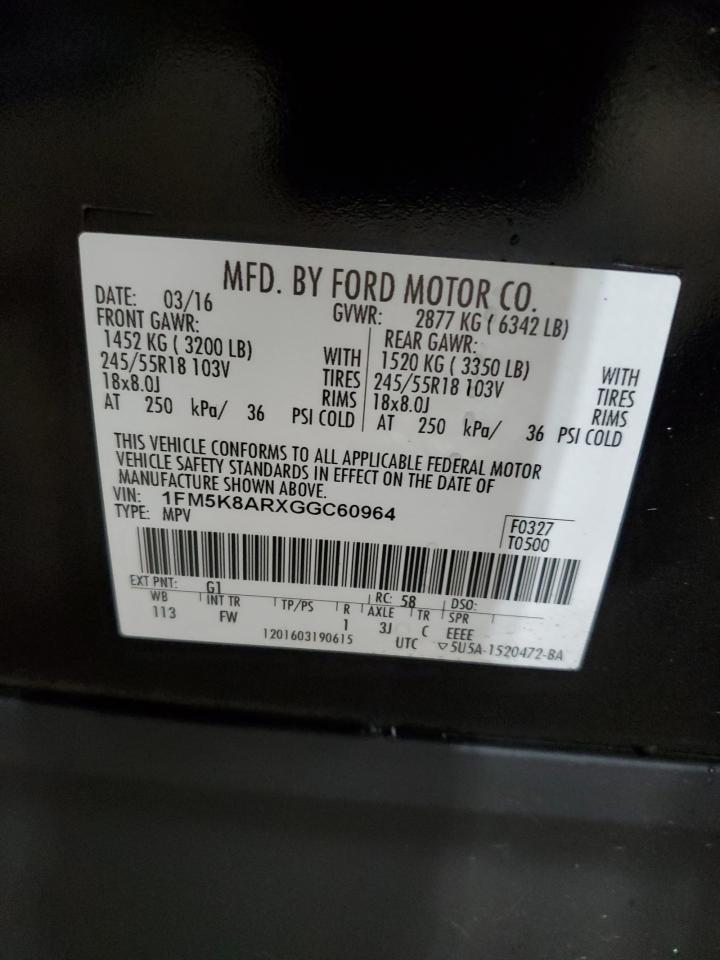 MFD. BY FORD MOTOR CO.
DATE: 03/16 GVWR: 2877 KG ( 6342 LB)
FRONT GAWR: REAR GAWR:
1452 KG ( 3200 LB) WITH 1520 KG ( 3350 LB) WITH
245/55R18 103V TIRES 245/55R18 103V TIRES
18x8.0J RIMS 18x8.0J RIMS
AT 250 kPa/ 36 PSI COLD AT 250 kPa/ 36 PSI COLD
THIS VEHICLE CONFORMS TO ALL APPLICABLE FEDERAL MOTOR
VEHICLE SAFETY STANDARDS IN EFFECT ON THE DATE OF
MANUFACTURE SHOWN ABOVE.
VIN: 1FM5K8ARXGGC60964
TYPE: MPV
F0327
T0500
EXT PNT: G1 RC: 58 DSO:
WB INT TR TP/PS R AXLE TR SPR
113 FW 1 3J C EEEE
1201603190615 UTC ▽5U5A-1520472-BA